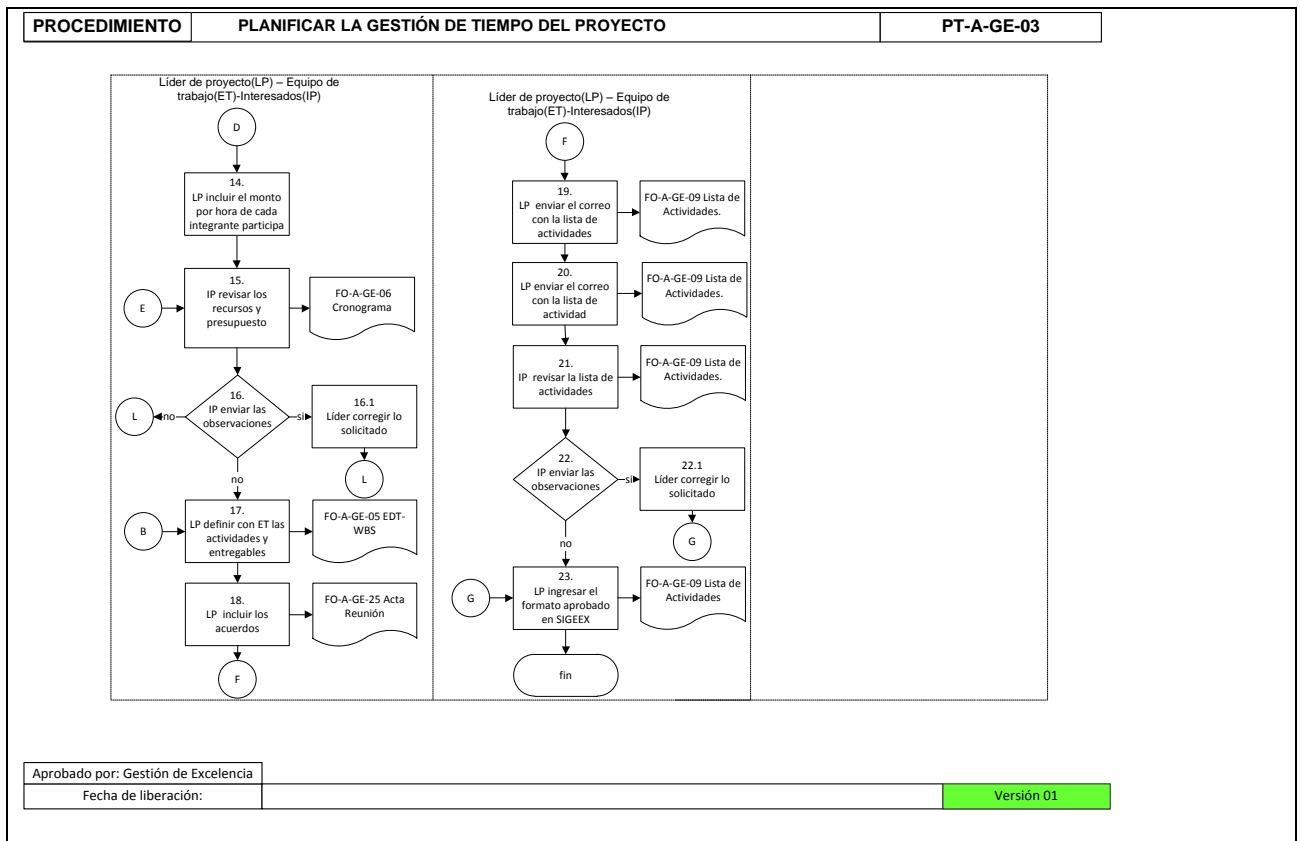 PROCEDIMIENTO
PLANIFICAR LA GESTIÓN DE TIEMPO DEL PROYECTO
PT-A-GE-03
Líder de proyecto(LP) – Equipo de
trabajo(ET)-Interesados(IP)
D
14.
LP incluir el monto
por hora de cada
integrante participa
E
15.
IP revisar los
recursos y
presupuesto
FO-A-GE-06
Cronograma
L
no
16.
IP enviar las
observaciones
si
16.1
Líder corregir lo
solicitado
L
no
B
17.
LP definir con ET las
actividades y
entregables
FO-A-GE-05 EDT-
WBS
18.
LP incluir los
acuerdos
FO-A-GE-25 Acta
Reunión
F
Líder de proyecto(LP) – Equipo de
trabajo(ET)-Interesados(IP)
F
19.
LP enviar el correo
con la lista de
actividades
FO-A-GE-09 Lista de
Actividades.
20.
LP enviar el correo
con la lista de
actividad
FO-A-GE-09 Lista de
Actividades.
21.
IP revisar la lista de
actividades
FO-A-GE-09 Lista de
Actividades.
22.
IP enviar las
observaciones
si
22.1
Líder corregir lo
solicitado
G
no
G
23.
LP ingresar el
formato aprobado
en SIGEEX
FO-A-GE-09 Lista de
Actividades
fin
Aprobado por: Gestión de Excelencia
Fecha de liberación:
Versión 01